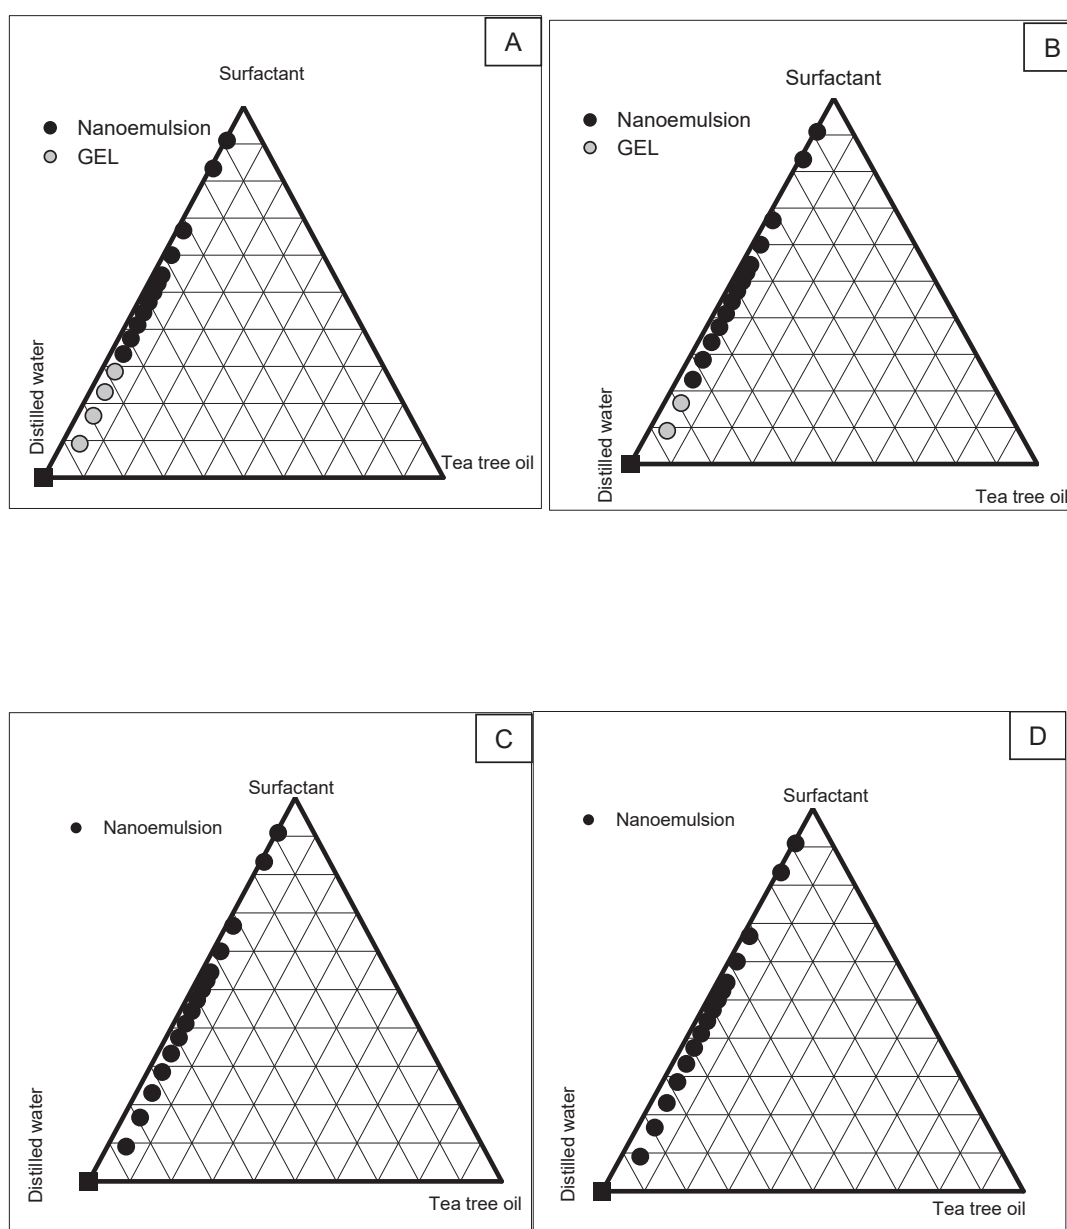 A
Surfactant
Nanoemulsion
GEL
Distilled water
Tea tree oil
B
Surfactant
Nanoemulsion
GEL
Distilled water
Tea tree oil
C
Surfactant
Nanoemulsion
Distilled water
Tea tree oil
D
Surfactant
Nanoemulsion
Distilled water
Tea tree oil